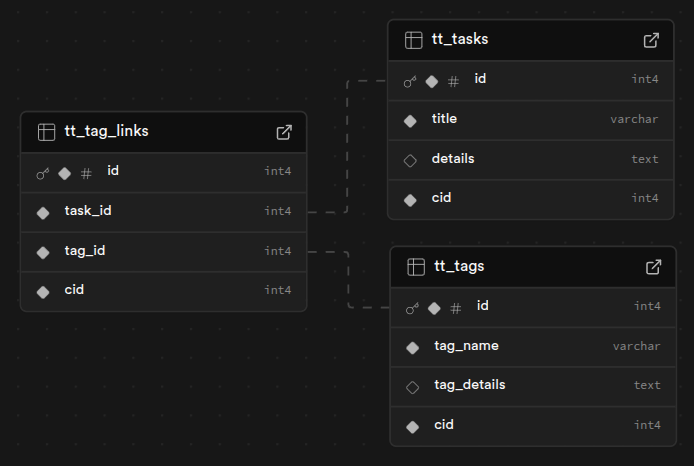 tt_tag_links
id int4
task_id int4
tag_id int4
cid int4
tt_tasks
# id int4
title varchar
details text
cid int4
tt_tags
# id int4
tag_name varchar
tag_details text
cid int4